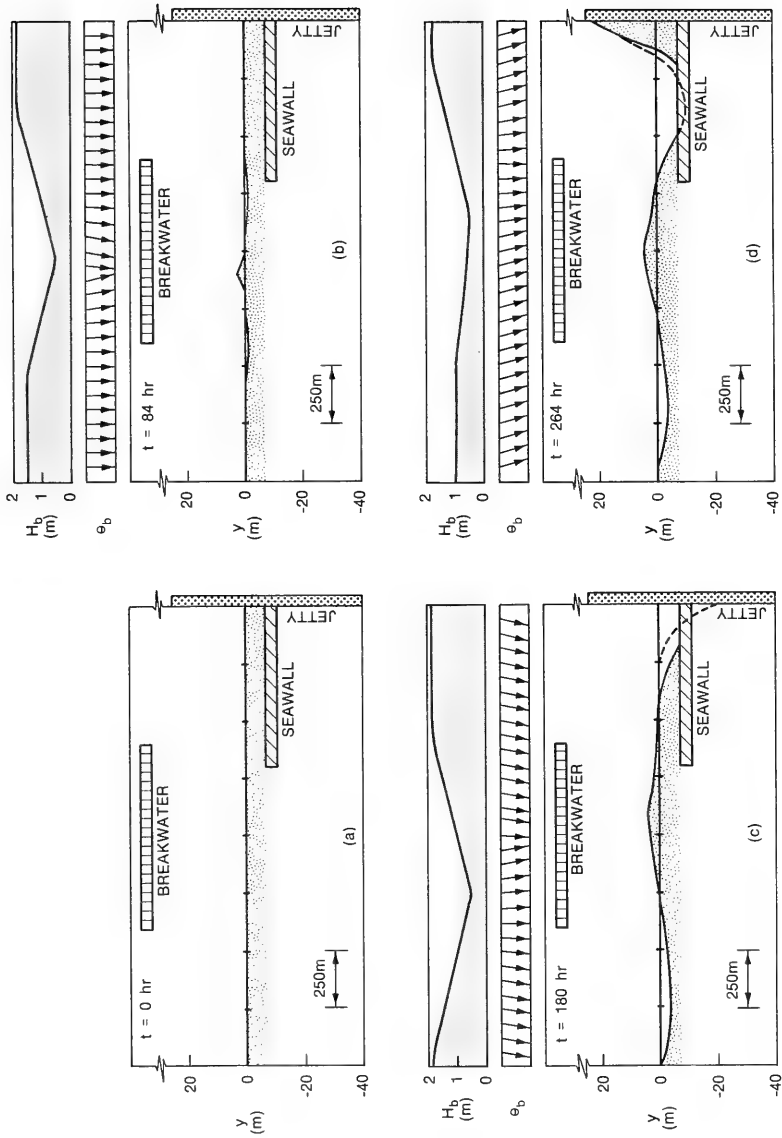 t = 0 hr
20
0
-20
-40
y
(m)
BREAKWATER
SEAWALL
JETTY
250m
(a)
2
1
0
H_b
(m)
θ_b
t = 84 hr
20
0
-20
-40
y
(m)
BREAKWATER
SEAWALL
JETTY
250m
(b)
2
1
0
H_b
(m)
θ_b
t = 180 hr
20
0
-20
-40
y
(m)
BREAKWATER
SEAWALL
JETTY
250m
(c)
2
1
0
H_b
(m)
θ_b
t = 264 hr
20
0
-20
-40
y
(m)
BREAKWATER
SEAWALL
JETTY
250m
(d)